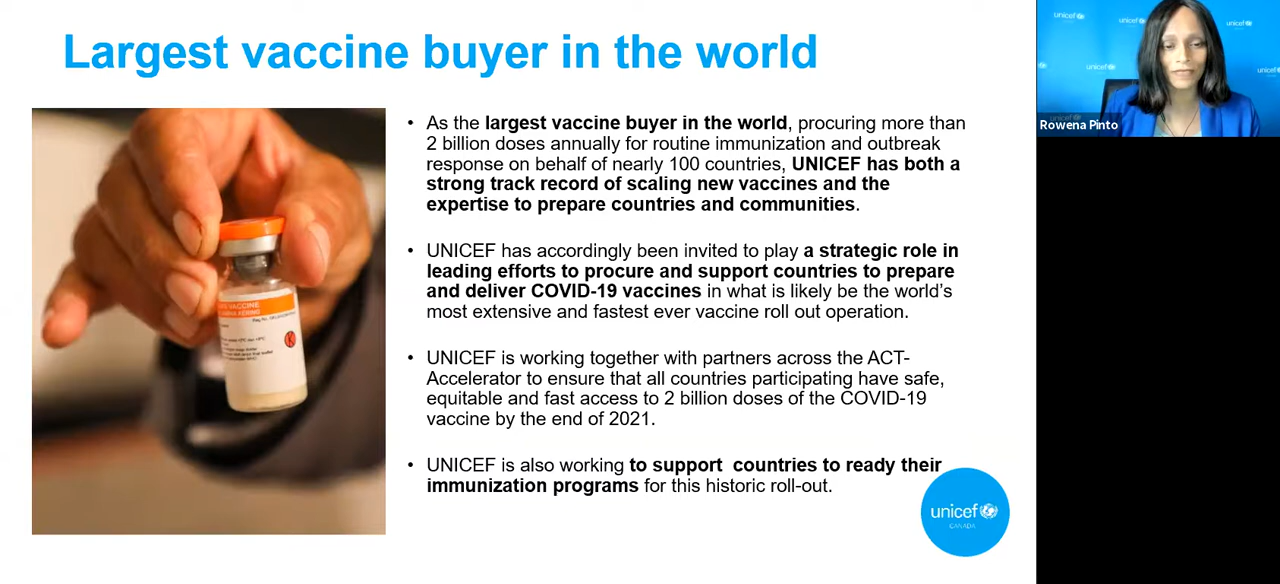 Largest vaccine buyer in the world
• As the largest vaccine buyer in the world, procuring more than
2 billion doses annually for routine immunization and outbreak
response on behalf of nearly 100 countries, UNICEF has both a
strong track record of scaling new vaccines and the
expertise to prepare countries and communities.
• UNICEF has accordingly been invited to play a strategic role in
leading efforts to procure and support countries to prepare
and deliver COVID-19 vaccines in what is likely be the world’s
most extensive and fastest ever vaccine roll out operation.
• UNICEF is working together with partners across the ACT-
Accelerator to ensure that all countries participating have safe,
equitable and fast access to 2 billion doses of the COVID-19
vaccine by the end of 2021.
• UNICEF is also working to support  countries to ready their
immunization programs for this historic roll-out.
unicef
CANADA
VACCINE
unicef
unicef
unicef
unicef
unicef
Rowena Pinto